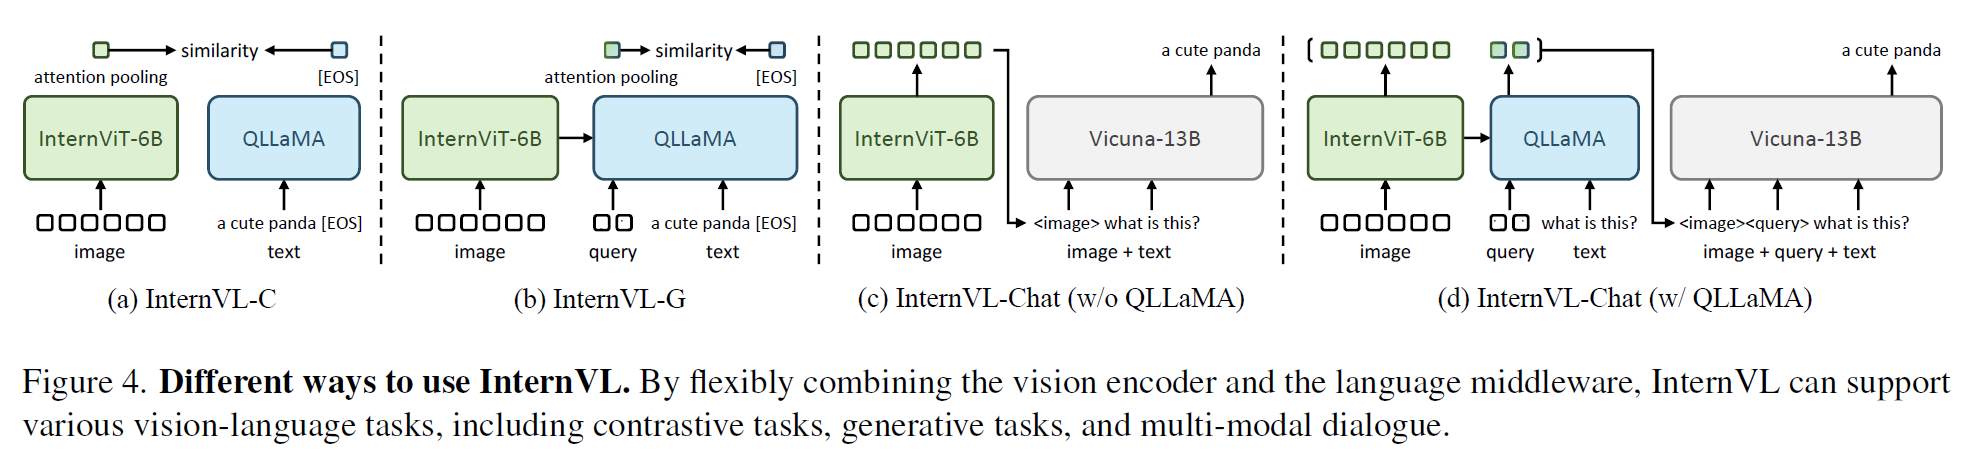 similarity
attention pooling [EOS]
InternViT-6B QLLaMA
a cute panda [EOS]
image text
(a) InternVL-C
similarity
attention pooling [EOS]
InternViT-6B QLLaMA
a cute panda [EOS]
image query text
(b) InternVL-G
a cute panda
InternViT-6B Vicuna-13B
<image> what is this?
image image + text
(c) InternVL-Chat (w/o QLLaMA)
a cute panda
InternViT-6B QLLaMA Vicuna-13B
what is this? <image><query> what is this?
image query text image + query + text
(d) InternVL-Chat (w/ QLLaMA)
Figure 4. Different ways to use InternVL. By flexibly combining the vision encoder and the language middleware, InternVL can support
various vision-language tasks, including contrastive tasks, generative tasks, and multi-modal dialogue.